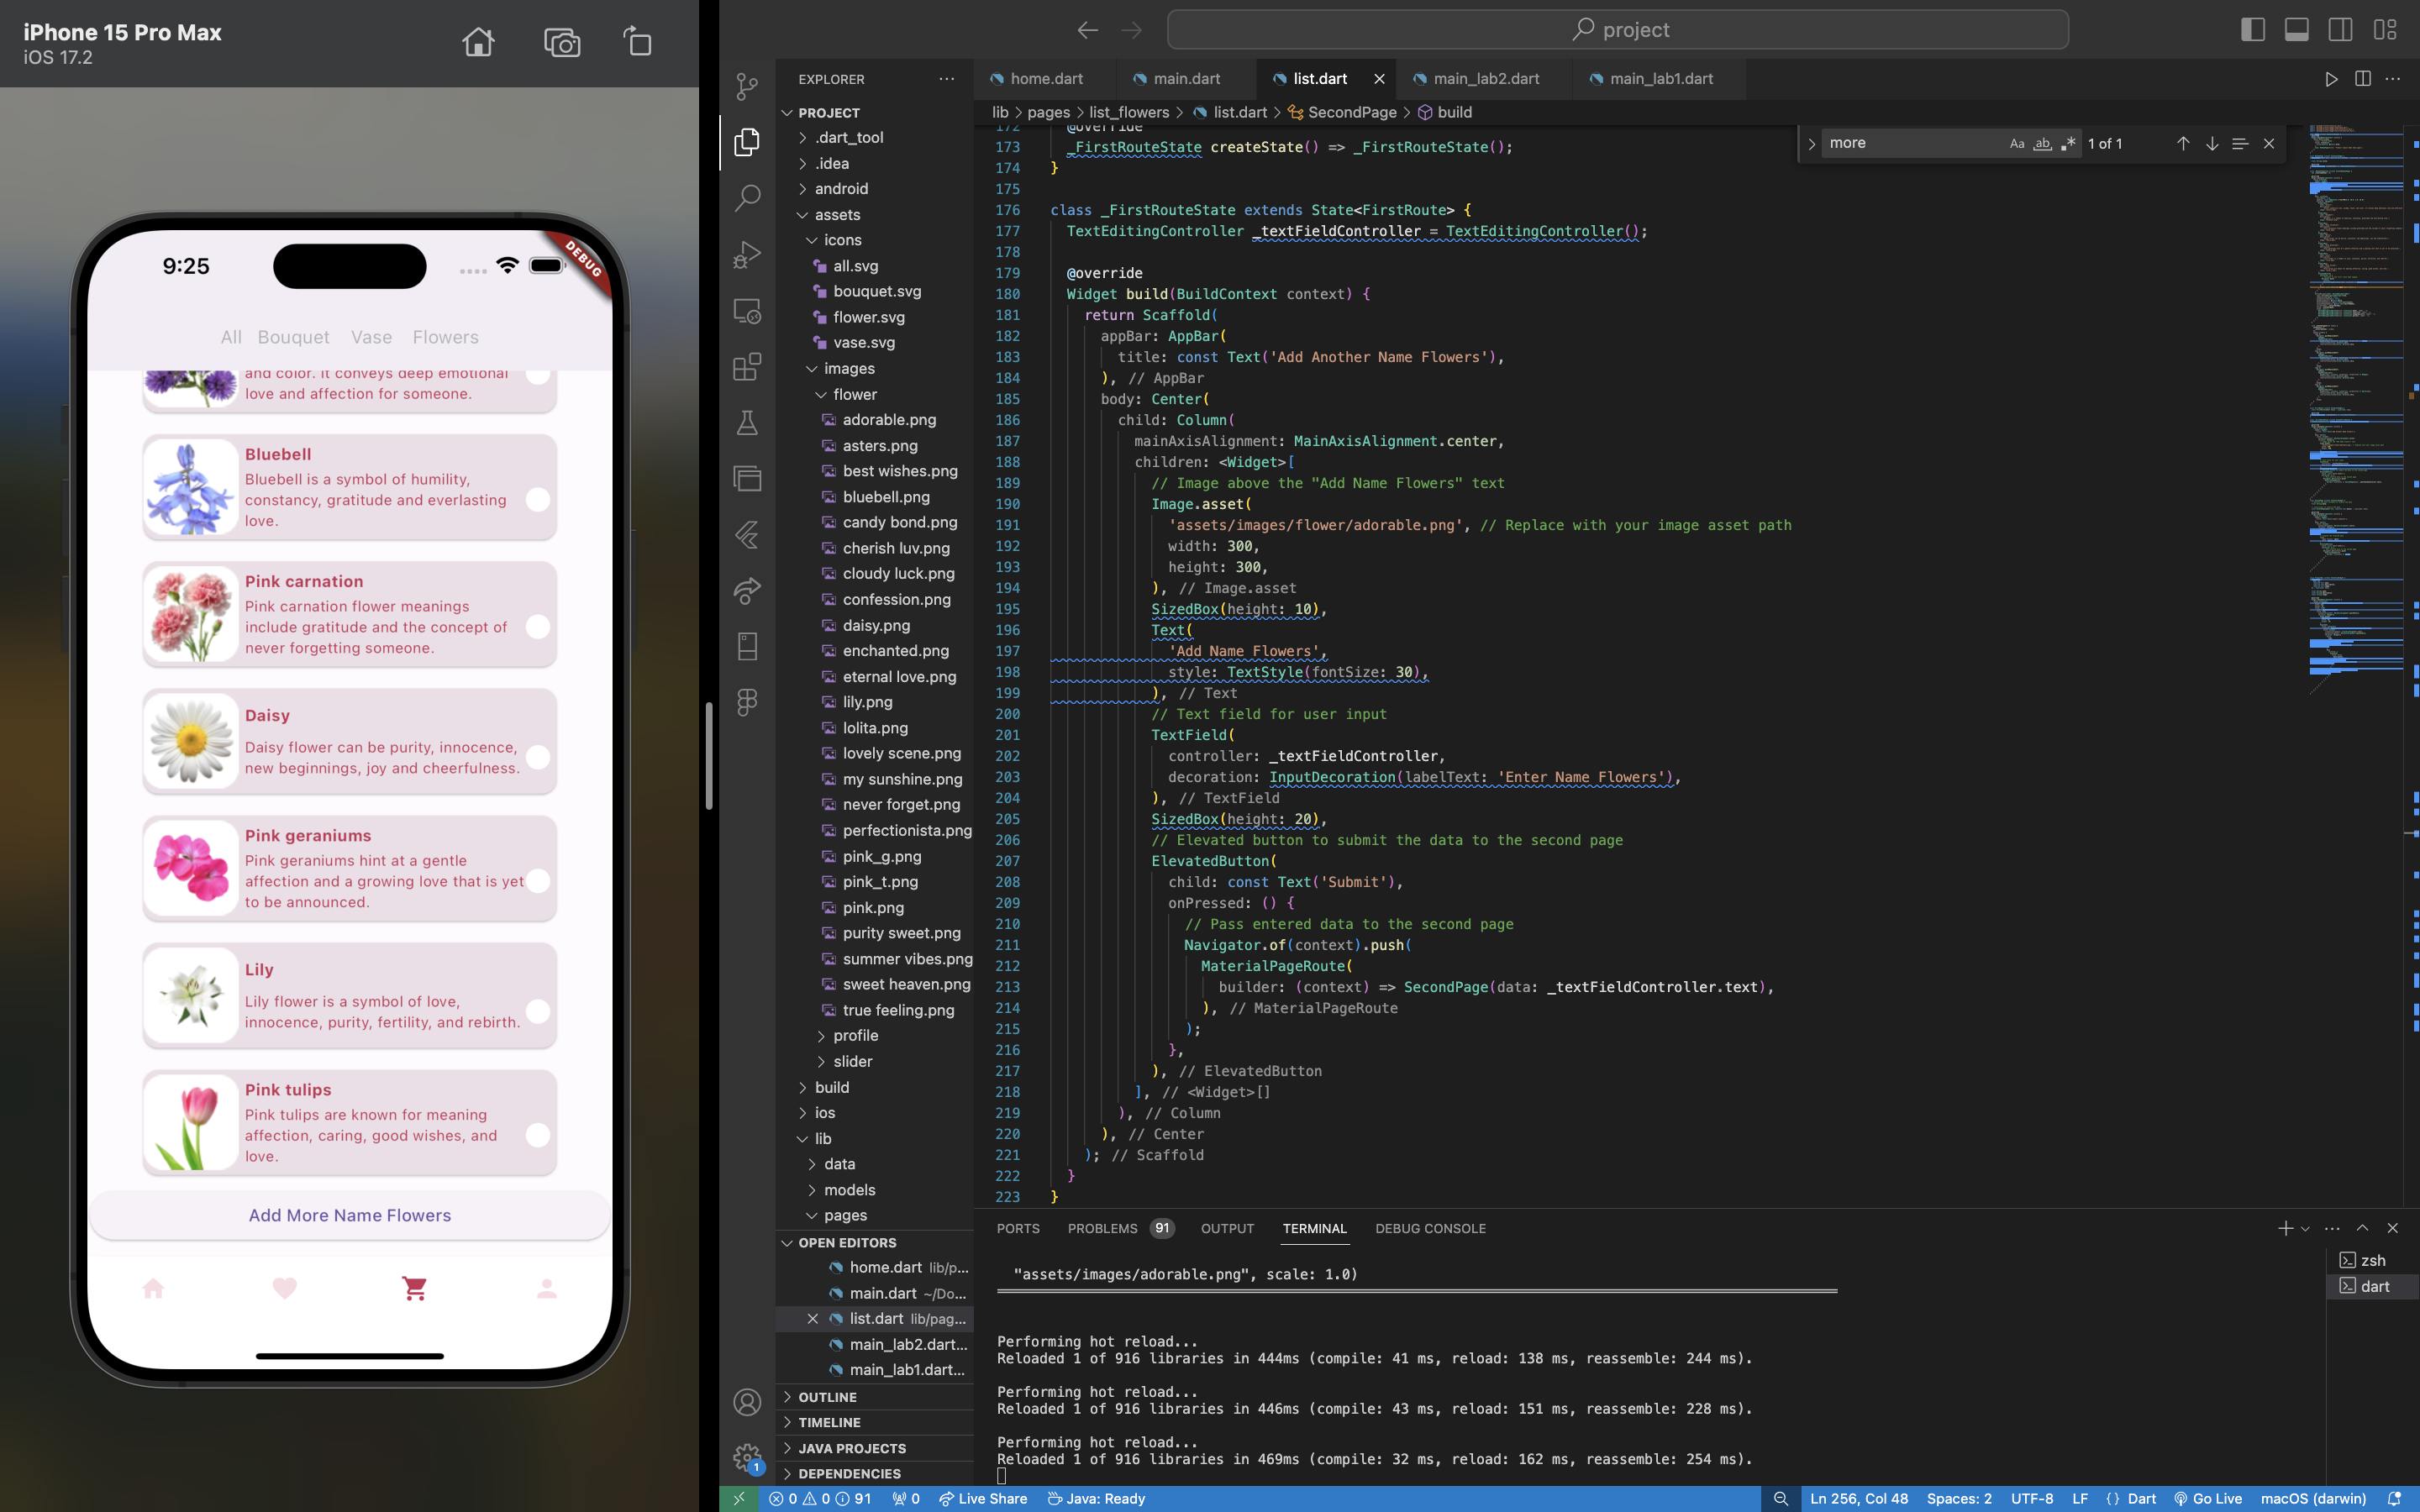 iPhone 15 Pro Max
iOS 17.2
9:25
DEBUG
All Bouquet Vase Flowers
and color. It conveys deep emotional
love and affection for someone.
Bluebell
Bluebell is a symbol of humility,
constancy, gratitude and everlasting
love.
Pink carnation
Pink carnation flower meanings
include gratitude and the concept of
never forgetting someone.
Daisy
Daisy flower can be purity, innocence,
new beginnings, joy and cheerfulness.
Pink geraniums
Pink geraniums hint at a gentle
affection and a growing love that is yet
to be announced.
Lily
Lily flower is a symbol of love,
innocence, purity, fertility, and rebirth.
Pink tulips
Pink tulips are known for meaning
affection, caring, good wishes, and
love.
Add More Name Flowers
project
EXPLORER
PROJECT
.dart_tool
.idea
android
assets
icons
all.svg
bouquet.svg
flower.svg
vase.svg
images
flower
adorable.png
asters.png
best wishes.png
bluebell.png
candy bond.png
cherish luv.png
cloudy luck.png
confession.png
daisy.png
enchanted.png
eternal love.png
lily.png
lolita.png
lovely scene.png
my sunshine.png
never forget.png
perfectionista.png
pink_g.png
pink_t.png
pink.png
purity sweet.png
summer vibes.png
sweet heaven.png
true feeling.png
profile
slider
build
ios
lib
data
models
pages
OPEN EDITORS
home.dart lib/p...
main.dart ~/Do...
list.dart lib/pag...
main_lab2.dart...
main_lab1.dart...
OUTLINE
TIMELINE
JAVA PROJECTS
DEPENDENCIES
1
home.dart main.dart list.dart main_lab2.dart main_lab1.dart
lib > pages > list_flowers > list.dart > SecondPage > build
more Aa ab 1 of 1
172 @override
173 _FirstRouteState createState() => _FirstRouteState();
174 }
175
176 class _FirstRouteState extends State<FirstRoute> {
177 TextEditingController _textFieldController = TextEditingController();
178
179 @override
180 Widget build(BuildContext context) {
181 return Scaffold(
182 appBar: AppBar(
183 title: const Text('Add Another Name Flowers'),
184 ), // AppBar
185 body: Center(
186 child: Column(
187 mainAxisAlignment: MainAxisAlignment.center,
188 children: <Widget>[
189 // Image above the "Add Name Flowers" text
190 Image.asset(
191 'assets/images/flower/adorable.png', // Replace with your image asset path
192 width: 300,
193 height: 300,
194 ), // Image.asset
195 SizedBox(height: 10),
196 Text(
197 'Add Name Flowers',
198 style: TextStyle(fontSize: 30),
199 ), // Text
200 // Text field for user input
201 TextField(
202 controller: _textFieldController,
203 decoration: InputDecoration(labelText: 'Enter Name Flowers'),
204 ), // TextField
205 SizedBox(height: 20),
206 // Elevated button to submit the data to the second page
207 ElevatedButton(
208 child: const Text('Submit'),
209 onPressed: () {
210 // Pass entered data to the second page
211 Navigator.of(context).push(
212 MaterialPageRoute(
213 builder: (context) => SecondPage(data: _textFieldController.text),
214 ), // MaterialPageRoute
215 );
216 },
217 ), // ElevatedButton
218 ], // <Widget>[]
219 ), // Column
220 ), // Center
221 ); // Scaffold
222 }
223 }
PORTS PROBLEMS 91 OUTPUT TERMINAL DEBUG CONSOLE
"assets/images/adorable.png", scale: 1.0)
Performing hot reload...
Reloaded 1 of 916 libraries in 444ms (compile: 41 ms, reload: 138 ms, reassemble: 244 ms).
Performing hot reload...
Reloaded 1 of 916 libraries in 446ms (compile: 43 ms, reload: 151 ms, reassemble: 228 ms).
Performing hot reload...
Reloaded 1 of 916 libraries in 469ms (compile: 32 ms, reload: 162 ms, reassemble: 254 ms).
zsh
dart
0 0 91 0 Live Share Java: Ready
Ln 256, Col 48 Spaces: 2 UTF-8 LF {} Dart Go Live macOS (darwin)